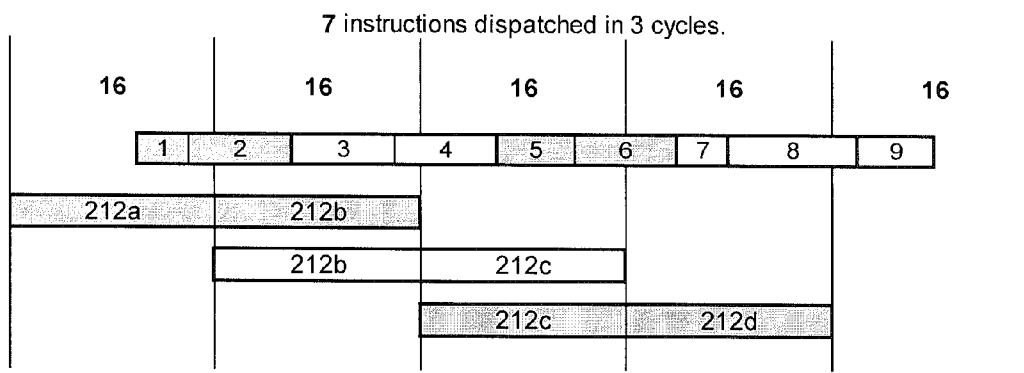 7 instructions dispatched in 3 cycles.
16 16 16 16 16
1 2 3 4 5 6 7 8 9
212a 212b
212b 212c
212c 212d